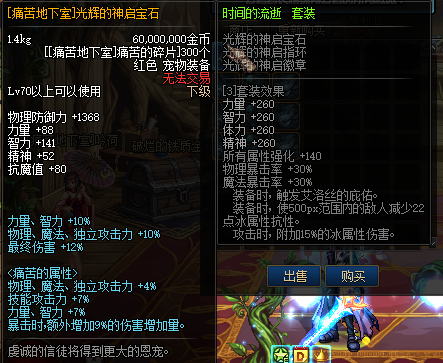 [痛苦地下室]光辉的神启宝石
14kg
60,000,000金币
[[痛苦地下室]痛苦的碎片]300个
红色 宠物装备
无法交易
Lv70以上可以使用
下级
物理防御力 +1368
力量 +88
智力 +141
精神 +52
抗魔值 +80
力量、智力 +10%
物理、魔法、独立攻击力 +10%
最终伤害 +12%
<痛苦的属性>
物理、魔法、独立攻击力 +4%
技能攻击力 +7%
力量、智力 +7%
暴击时,额外增加9%的伤害增加量。
虔诚的信徒将得到更大的恩宠。
时间的流逝 套装
光辉的神启宝石
光辉的神启指环
光辉的神启徽章
[3]套装效果
力量 +260
智力 +260
体力 +260
精神 +260
所有属性强化 +140
物理暴击率 +30%
魔法暴击率 +30%
装备时,触发艾洛丝的庇佑。
装备时,使500px范围内的敌人减少22
点冰属性抗性。
攻击时,附加15%的冰属性伤害。
出售
购买